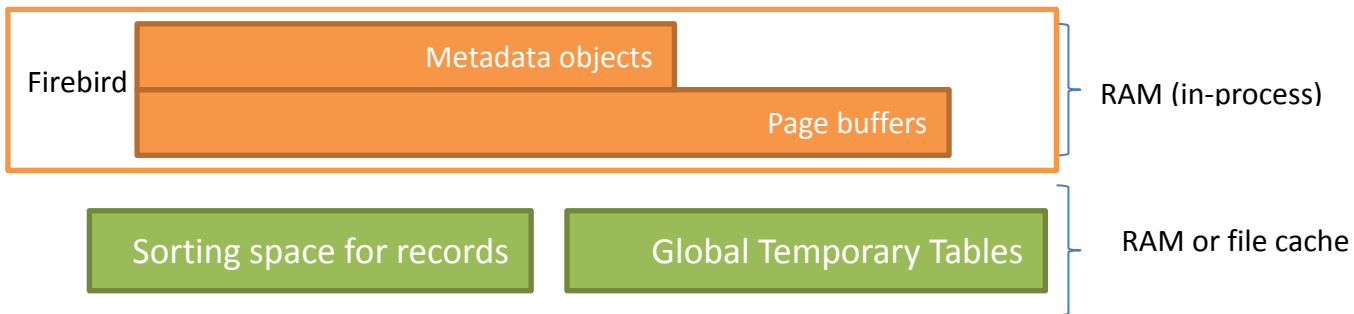 Metadata objects
Firebird
RAM (in-process)
Page buffers
Sorting space for records
Global Temporary Tables
RAM or file cache